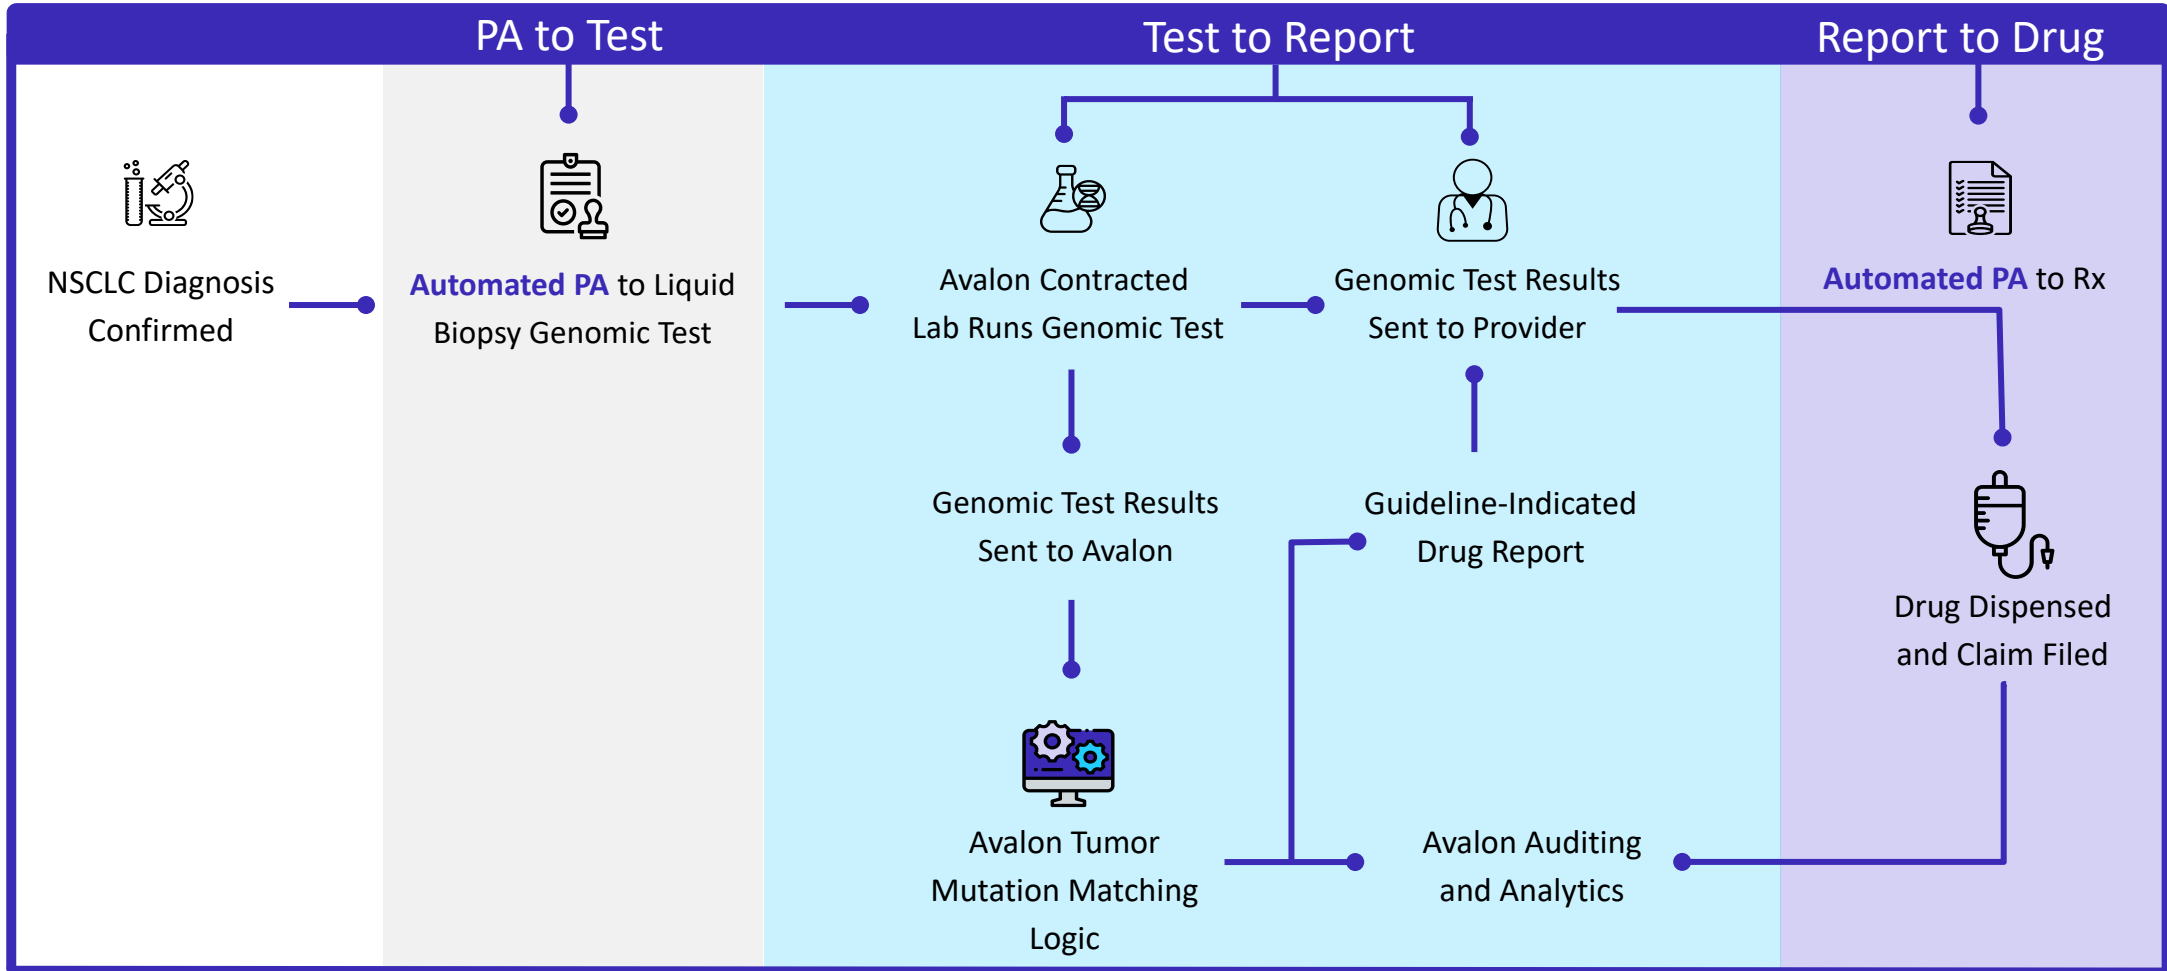 PA to Test
Test to Report
Report to Drug
NSCLC Diagnosis
Confirmed
Automated PA to Liquid
Biopsy Genomic Test
Avalon Contracted
Lab Runs Genomic Test
Genomic Test Results
Sent to Provider
Automated PA to Rx
Genomic Test Results
Sent to Avalon
Guideline-Indicated
Drug Report
Drug Dispensed
and Claim Filed
Avalon Tumor
Mutation Matching
Logic
Avalon Auditing
and Analytics